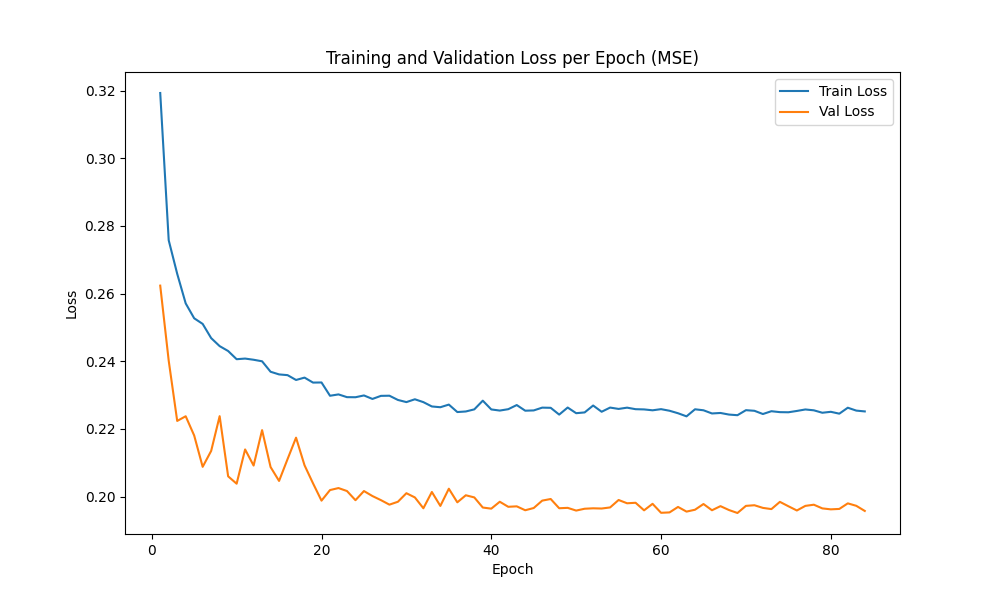 Training and Validation Loss per Epoch (MSE)
Train Loss
Val Loss
Loss
0.32
0.30
0.28
0.26
0.24
0.22
0.20
0 20 40 60 80
Epoch